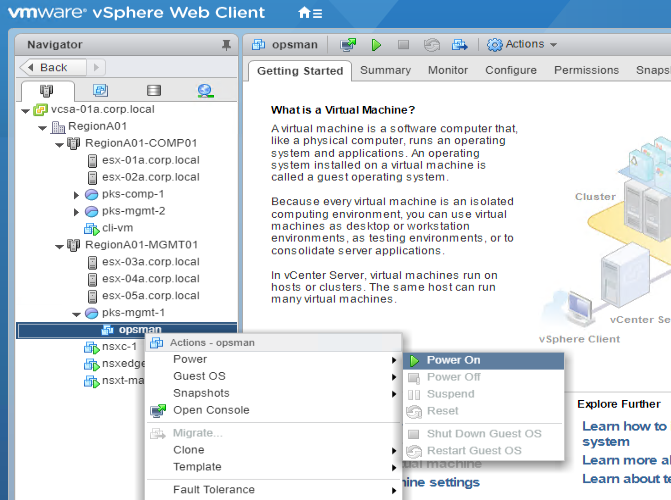 vmware® vSphere Web Client
Navigator
Back
vcsa-01a.corp.local
RegionA01
RegionA01-COMP01
esx-01a.corp.local
esx-02a.corp.local
pks-comp-1
pks-mgmt-2
cli-vm
RegionA01-MGMT01
esx-03a.corp.local
esx-04a.corp.local
esx-05a.corp.local
pks-mgmt-1
opsman
nsxc-1
nsxedge
nsxt-ma
opsman
Actions
Getting Started
Summary
Monitor
Configure
Permissions
Snaps
What is a Virtual Machine?
A virtual machine is a software computer that,
like a physical computer, runs an operating
system and applications. An operating
system installed on a virtual machine is
called a guest operating system.
Because every virtual machine is an isolated
computing environment, you can use virtual
machines as desktop or workstation
environments, as testing environments, or to
consolidate server applications.
In vCenter Server, virtual machines run on
hosts or clusters. The same host can run
many virtual machines.
Cluster
vCenter Se
vSphere Client
Actions - opsman
Power
Guest OS
Snapshots
Open Console
Migrate...
Clone
Template
Fault Tolerance
Power On
Power Off
Suspend
Reset
Shut Down Guest OS
Restart Guest OS
machine
ine settings
Explore Further
Learn how to
system
Learn more a
Learn about t